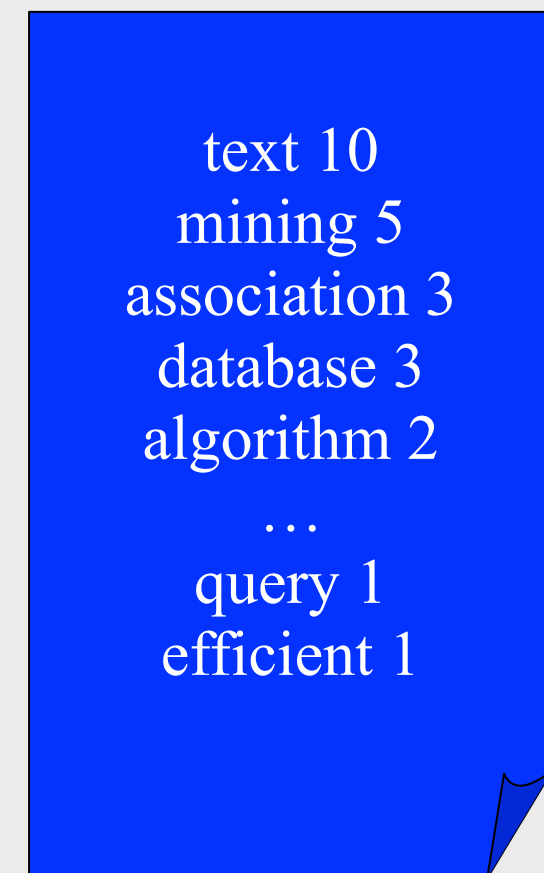 text 10
mining 5
association 3
database 3
algorithm 2
…
query 1
efficient 1